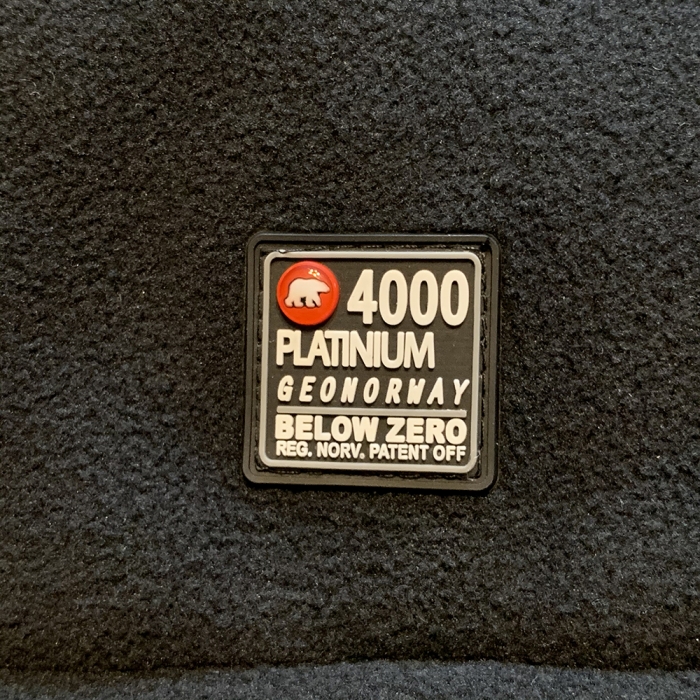 4000
PLATINIUM
GEONORWAY
BELOW ZERO
REG. NORV. PATENT OFF